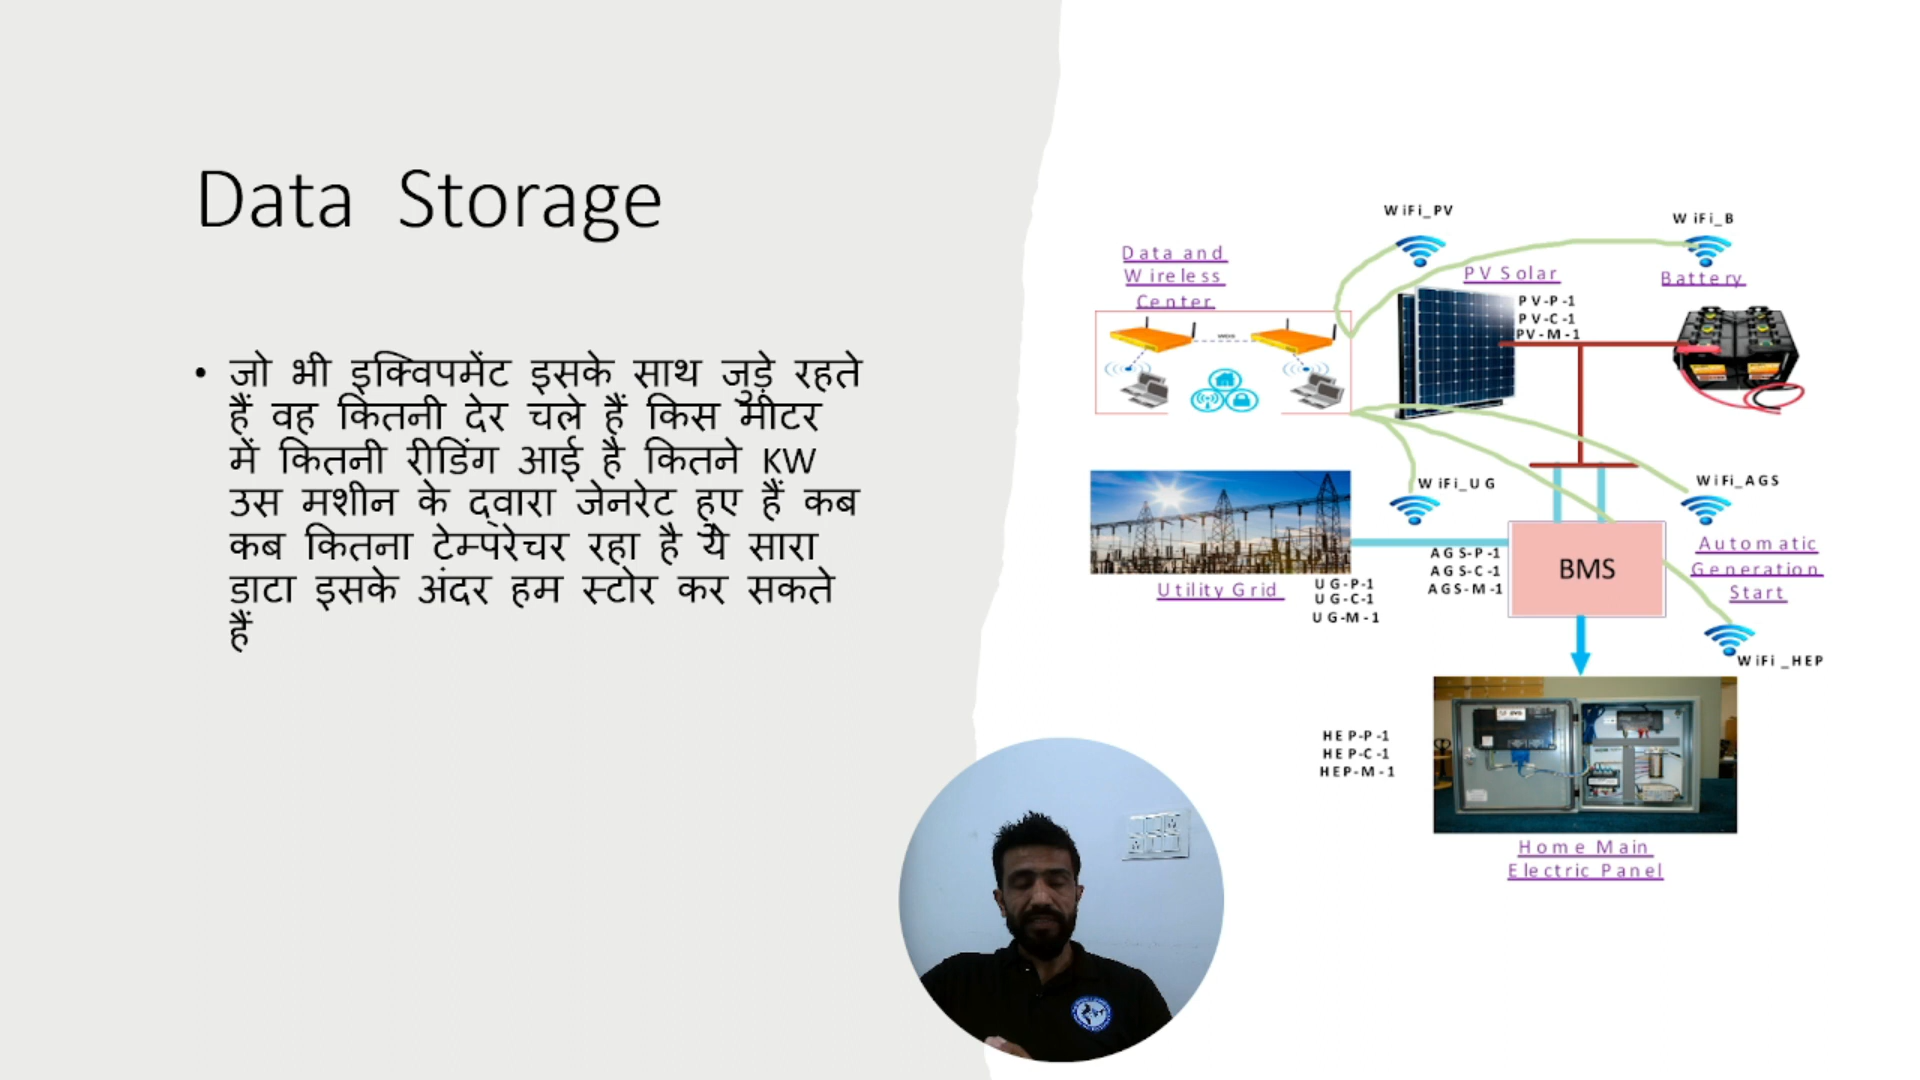 Data Storage
• जो भी इक्विपमेंट इसके साथ जुड़े रहते
हैं वह कितनी देर चले हैं किस मीटर
में कितनी रीडिंग आई है कितने KW
उस मशीन के द्वारा जेनरेट हुए हैं कब
कब कितना टेम्परेचर रहा है ये सारा
डाटा इसके अंदर हम स्टोर कर सकते
हैं
WiFi_PV
WiFi_B
Data and
Wireless
Center
PV Solar
Battery
PV-P-1
PV-C-1
PV-M-1
WiFi_UG
WiFi_AGS
Utility Grid
UG-P-1
UG-C-1
UG-M-1
AGS-P-1
AGS-C-1
AGS-M-1
BMS
Automatic
Generation
Start
WiFi_HEP
HEP-P-1
HEP-C-1
HEP-M-1
Home Main
Electric Panel